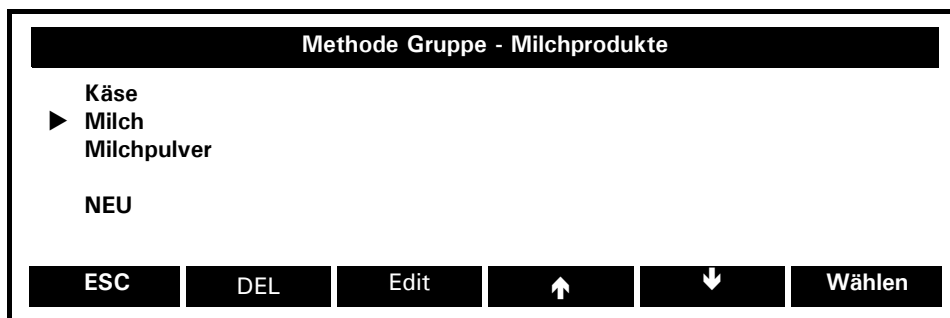 Methode Gruppe - Milchprodukte
Käse
▶ Milch
Milchpulver
NEU
ESC DEL Edit ↑ ↓ Wählen